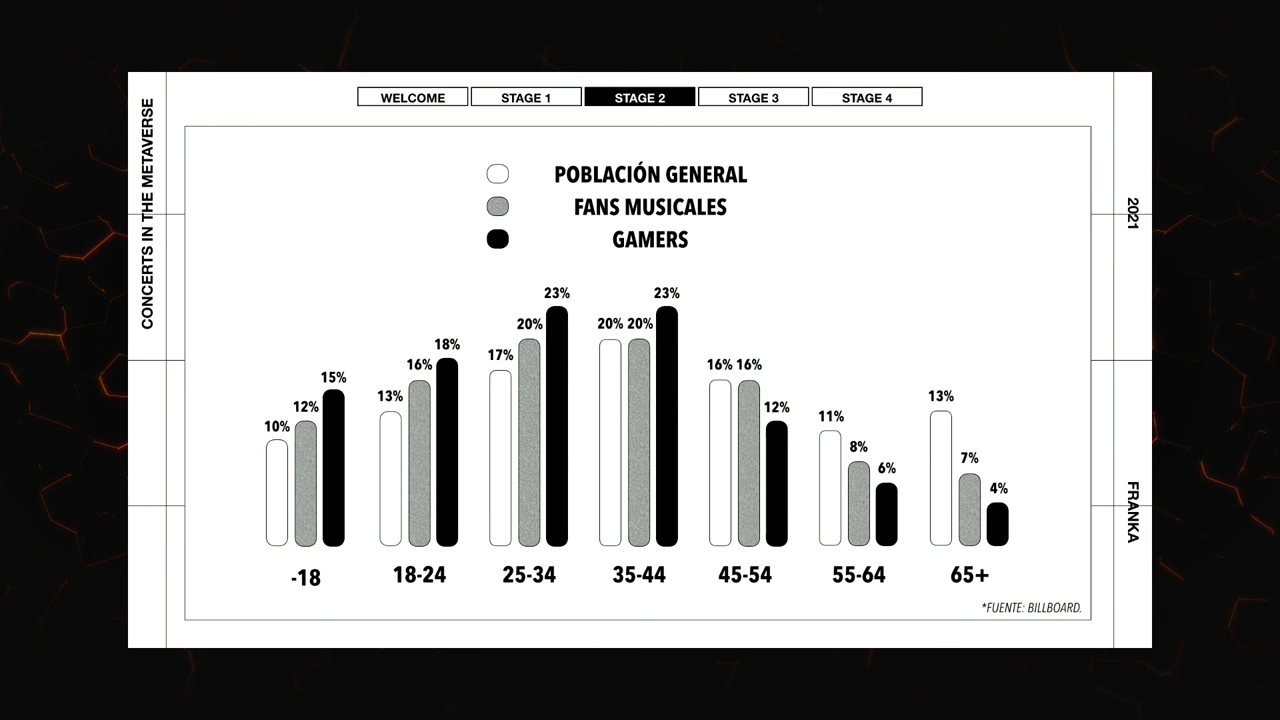 WELCOME
STAGE 1
STAGE 2
STAGE 3
STAGE 4
CONCERTS IN THE METAVERSE
2021
FRANKA
POBLACIÓN GENERAL
FANS MUSICALES
GAMERS
10%
12%
15%
13%
16%
18%
17%
20%
23%
20%
20%
23%
16%
16%
12%
11%
8%
6%
13%
7%
4%
-18
18-24
25-34
35-44
45-54
55-64
65+
*FUENTE: BILLBOARD.